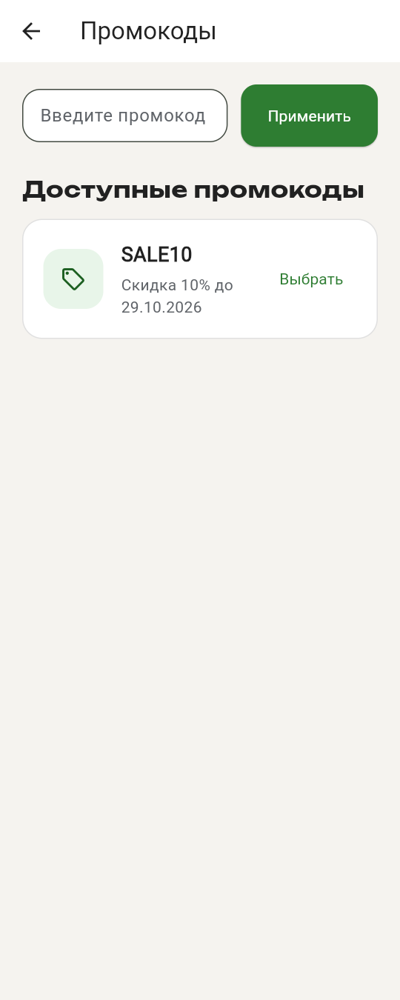 Промокоды
Введите промокод
Применить
Доступные промокоды
SALE10
Скидка 10% до
29.10.2026
Выбрать